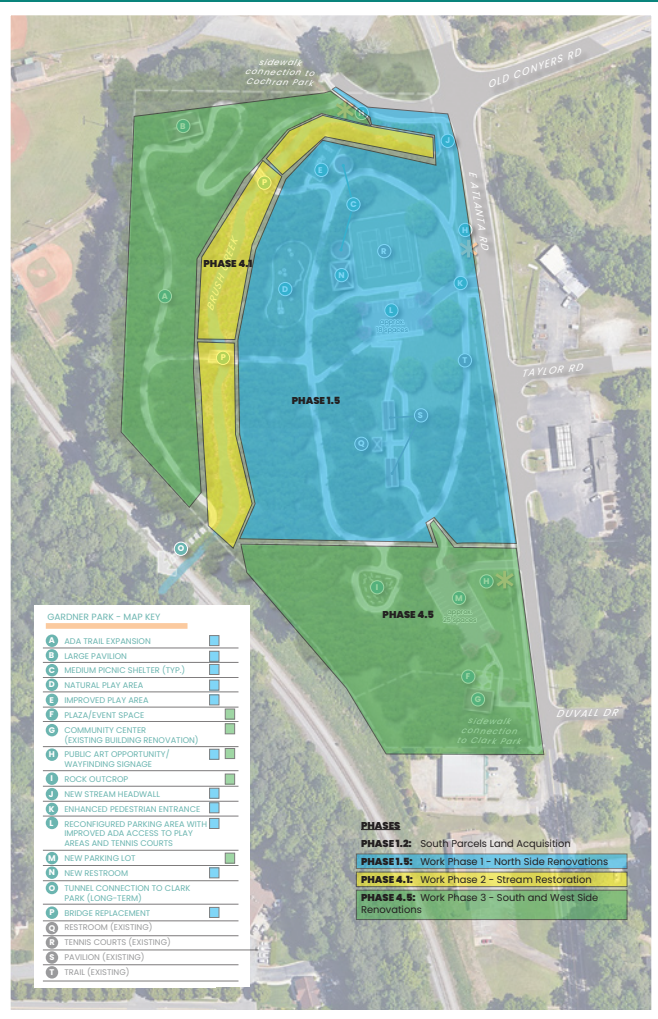 sidewalk
connection to
Cochran Park
OLD CONYERS RD
H
B
J
E
P
C
E ATLANTA RD
H
R
PHASE 4.1
BRUSHY CREEK
N
K
A
D
L
approx.
P
T
TAYLOR RD
PHASE 1.5
S
Q
O
I
H
M
PHASE 4.5
F
G
DUVALL DR
sidewalk
connection
to Clark Park
GARDNER PARK - MAP KEY
A ADA TRAIL EXPANSION
B LARGE PAVILION
C MEDIUM PICNIC SHELTER (TYP.)
D NATURAL PLAY AREA
E IMPROVED PLAY AREA
F PLAZA/EVENT SPACE
G COMMUNITY CENTER
(EXISTING BUILDING RENOVATION)
H PUBLIC ART OPPORTUNITY/
WAYFINDING SIGNAGE
I ROCK OUTCROP
J NEW STREAM HEADWALL
K ENHANCED PEDESTRIAN ENTRANCE
L RECONFIGURED PARKING AREA WITH
IMPROVED ADA ACCESS TO PLAY
AREAS AND TENNIS COURTS
M NEW PARKING LOT
N NEW RESTROOM
O TUNNEL CONNECTION TO CLARK
PARK (LONG-TERM)
P BRIDGE REPLACEMENT
Q RESTROOM (EXISTING)
R TENNIS COURTS (EXISTING)
S PAVILION (EXISTING)
T TRAIL (EXISTING)
PHASES
PHASE 1.2: South Parcels Land Acquisition
PHASE 1.5: Work Phase 1 - North Side Renovations
PHASE 4.1: Work Phase 2 - Stream Restoration
PHASE 4.5: Work Phase 3 - South and West Side
Renovations